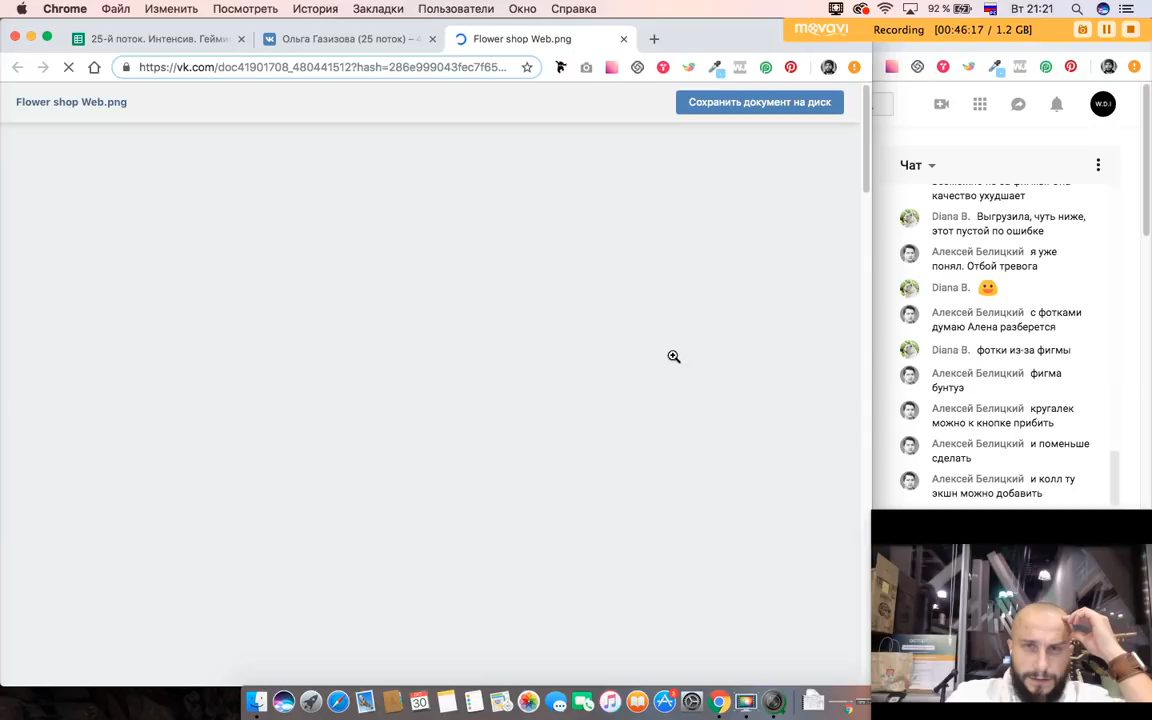 Chrome Файл Изменить Посмотреть История Закладки Пользователи Окно Справка 92 % Вт 21:21
movavi Recording [00:46:17 / 1.2 GB]
25-й поток. Интенсив. Гейми Ольга Газизова (25 поток) – Flower shop Web.png
https://vk.com/doc41901708_480441512?hash=286e999043fec7f65...
Flower shop Web.png Сохранить документ на диск
W.D.I
Чат
качество ухудшает
Diana B. Выгрузила, чуть ниже,
этот пустой по ошибке
Алексей Белицкий я уже
понял. Отбой тревога
Diana B.
Алексей Белицкий с фотками
думаю Алена разберется
Diana B. фотки из-за фигмы
Алексей Белицкий фигма
бунтуэ
Алексей Белицкий кругалек
можно к кнопке прибить
Алексей Белицкий и поменьше
сделать
Алексей Белицкий и колл ту
экшн можно добавить
30